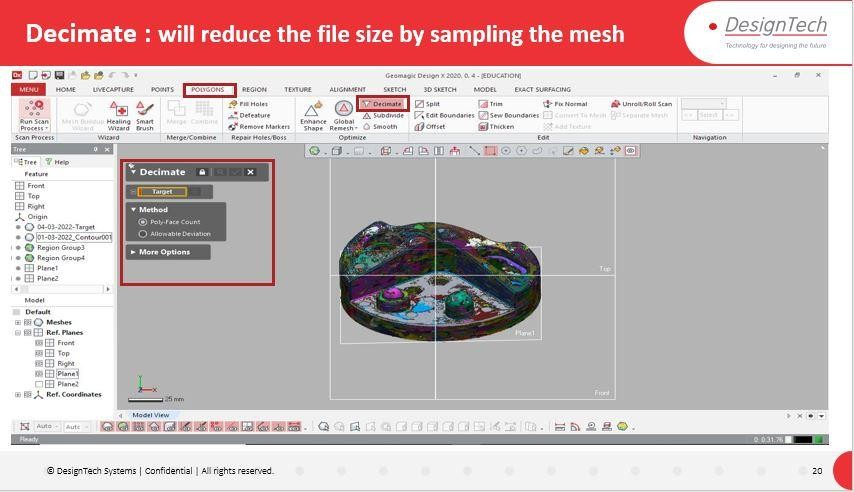 Decimate : will reduce the file size by sampling the mesh
DesignTech
Technology for designing the future
Geomagic Design X 2020. 0. 4 - [EDUCATION]
MENU HOME LIVECAPTURE POINTS POLYGONS REGION TEXTURE ALIGNMENT SKETCH 3D SKETCH MODEL EXACT SURFACING
Run Scan Process
Mesh Buildup Wizard
Healing Wizard
Smart Brush
Merge
Combine
Fill Holes
Defeature
Remove Markers
Enhance Shape
Global Remesh
Decimate
Subdivide
Smooth
Split
Edit Boundaries
Offset
Trim
Sew Boundaries
Thicken
Fix Normal
Convert To Mesh
Add Texture
Unroll/Roll Scan
Separate Mesh
Select
Scan Process Wizard Merge/Combine Repair Holes/Boss Optimize Edit Navigation
Tree
Tree Help
Feature
Front
Top
Right
Origin
04-03-2022-Target
01-03-2022_Contour001
Region Group3
Region Group4
Plane1
Plane2
Model
Default
Meshes
Ref. Planes
Front
Top
Right
Plane1
Plane2
Ref. Coordinates
Decimate
Target
Method
Poly-Face Count
Allowable Deviation
More Options
Top
Plane1
Front
25 mm
Model View
Auto
Ready
0: 0:31.76
© DesignTech Systems | Confidential | All rights reserved.
20